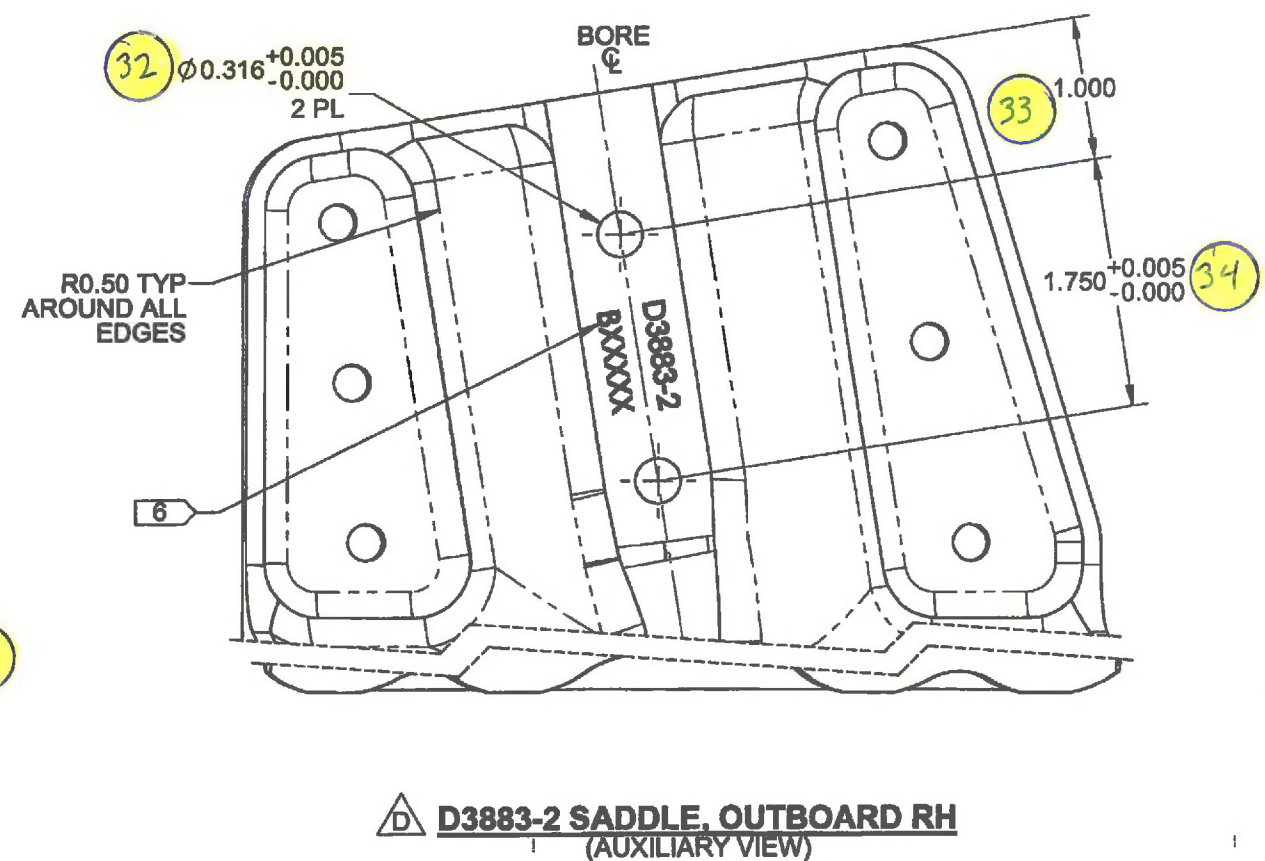 32
⌀0.316 +0.005
-0.000
2 PL
BORE
℄
33
1.000
R0.50 TYP
AROUND ALL
EDGES
1.750 +0.005
-0.000
34
D3883-2
BXXXXX
6
D D3883-2 SADDLE, OUTBOARD RH
(AUXILIARY VIEW)